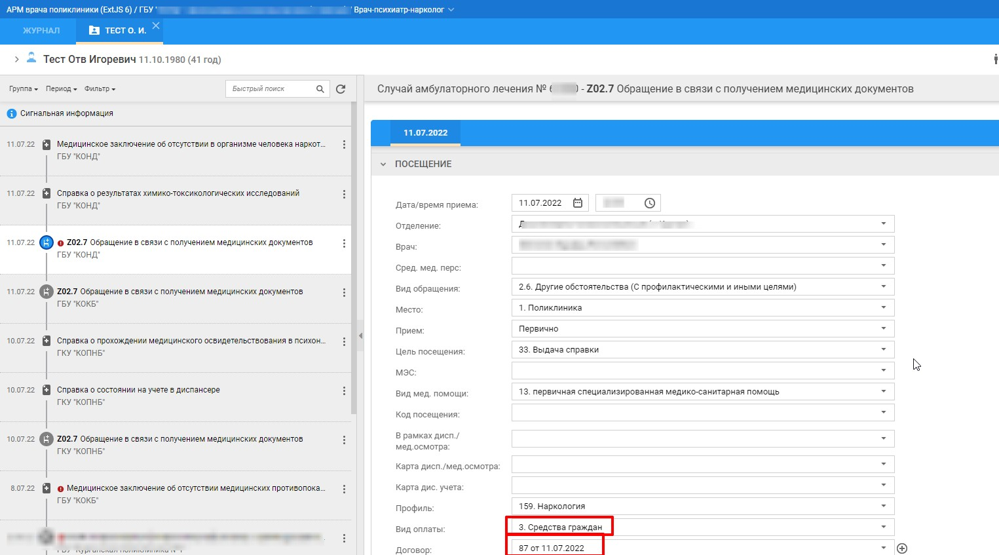 АРМ врача поликлиники (ExtJS 6) / ГБУ " " Врач-психиатр-нарколог
ЖУРНАЛ
ТЕСТ О. И.
Тест Отв Игоревич 11.10.1980 (41 год)
Группа Период Фильтр
Быстрый поиск
Сигнальная информация
11.07.22 Медицинское заключение об отсутствии в организме человека наркот...
ГБУ "КОНД"
11.07.22 Справка о результатах химико-токсикологических исследований
ГБУ "КОНД"
11.07.22 Z02.7 Обращение в связи с получением медицинских документов
ГБУ "КОНД"
11.07.22 Z02.7 Обращение в связи с получением медицинских документов
ГБУ "КОКБ"
10.07.22 Справка о прохождении медицинского освидетельствования в психон...
ГКУ "КОПНБ"
10.07.22 Справка о состоянии на учете в диспансере
ГКУ "КОПНБ"
10.07.22 Z02.7 Обращение в связи с получением медицинских документов
ГКУ "КОПНБ"
8.07.22 Медицинское заключение об отсутствии медицинских противопока...
ГБУ "КОКБ"
Случай амбулаторного лечения № - Z02.7 Обращение в связи с получением медицинских документов
11.07.2022
ПОСЕЩЕНИЕ
Дата/время приема: 11.07.2022
Отделение:
Врач:
Сред. мед. перс:
Вид обращения: 2.6. Другие обстоятельства (С профилактическими и иными целями)
Место: 1. Поликлиника
Прием: Первично
Цель посещения: 33. Выдача справки
МЭС:
Вид мед. помощи: 13. первичная специализированная медико-санитарная помощь
Код посещения:
В рамках дисп./
мед.осмотра:
Карта дисп./мед.осмотра:
Карта дис. учета:
Профиль: 159. Наркология
Вид оплаты: 3. Средства граждан
Договор: 87 от 11.07.2022